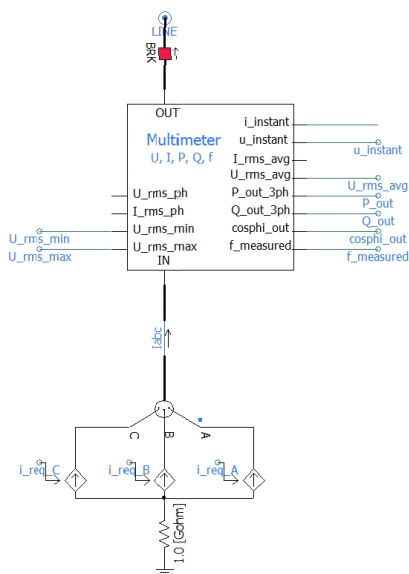 LINE
BRK
OUT
Multimeter
U, I, P, Q, f
i_instant
u_instant
u_instant
I_rms_avg
U_rms_avg
U_rms_avg
U_rms_ph
P_out_3ph
P_out
I_rms_ph
Q_out_3ph
Q_out
U_rms_min
U_rms_min
cosphi_out
cosphi_out
U_rms_max
U_rms_max
f_measured
f_measured
IN
Iabc
C
B
A
i_req_C
i_req_B
i_req_A
1.0 [Gohm]